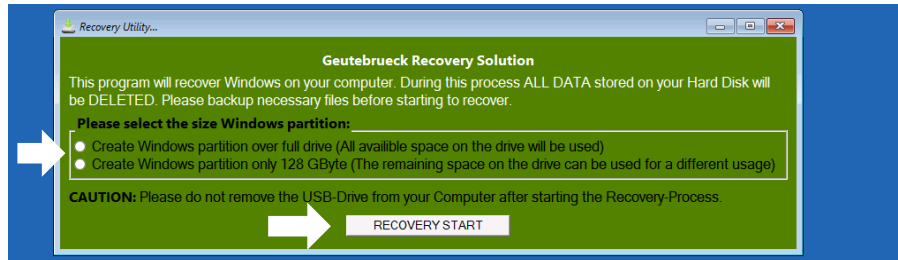 Recovery Utility...
Geutebrueck Recovery Solution
This program will recover Windows on your computer. During this process ALL DATA stored on your Hard Disk will
be DELETED. Please backup necessary files before starting to recover.
Please select the size Windows partition:
Create Windows partition over full drive (All availible space on the drive will be used)
Create Windows partition only 128 GByte (The remaining space on the drive can be used for a different usage)
CAUTION: Please do not remove the USB-Drive from your Computer after starting the Recovery-Process.
RECOVERY START